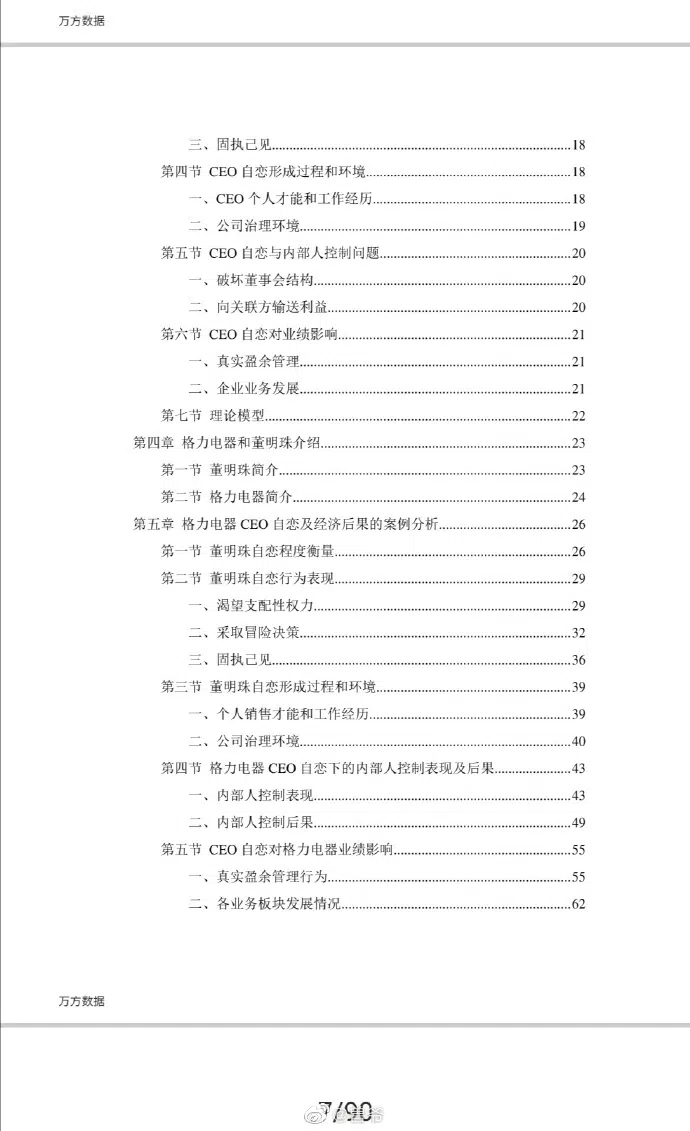 万方数据
三、固执己见........................................18
第四节 CEO 自恋形成过程和环境........................................18
一、CEO 个人才能和工作经历........................................18
二、公司治理环境........................................19
第五节 CEO 自恋与内部人控制问题........................................20
一、破坏董事会结构........................................20
二、向关联方输送利益........................................20
第六节 CEO 自恋对业绩影响........................................21
一、真实盈余管理........................................21
二、企业业务发展........................................21
第七节 理论模型........................................22
第四章 格力电器和董明珠介绍........................................23
第一节 董明珠简介........................................23
第二节 格力电器简介........................................24
第五章 格力电器 CEO 自恋及经济后果的案例分析........................................26
第一节 董明珠自恋程度衡量........................................26
第二节 董明珠自恋行为表现........................................29
一、渴望支配性权力........................................29
二、采取冒险决策........................................32
三、固执己见........................................36
第三节 董明珠自恋形成过程和环境........................................39
一、个人销售才能和工作经历........................................39
二、公司治理环境........................................40
第四节 格力电器 CEO 自恋下的内部人控制表现及后果........................................43
一、内部人控制表现........................................43
二、内部人控制后果........................................49
第五节 CEO 自恋对格力电器业绩影响........................................55
一、真实盈余管理行为........................................55
二、各业务板块发展情况........................................62
万方数据
7/90